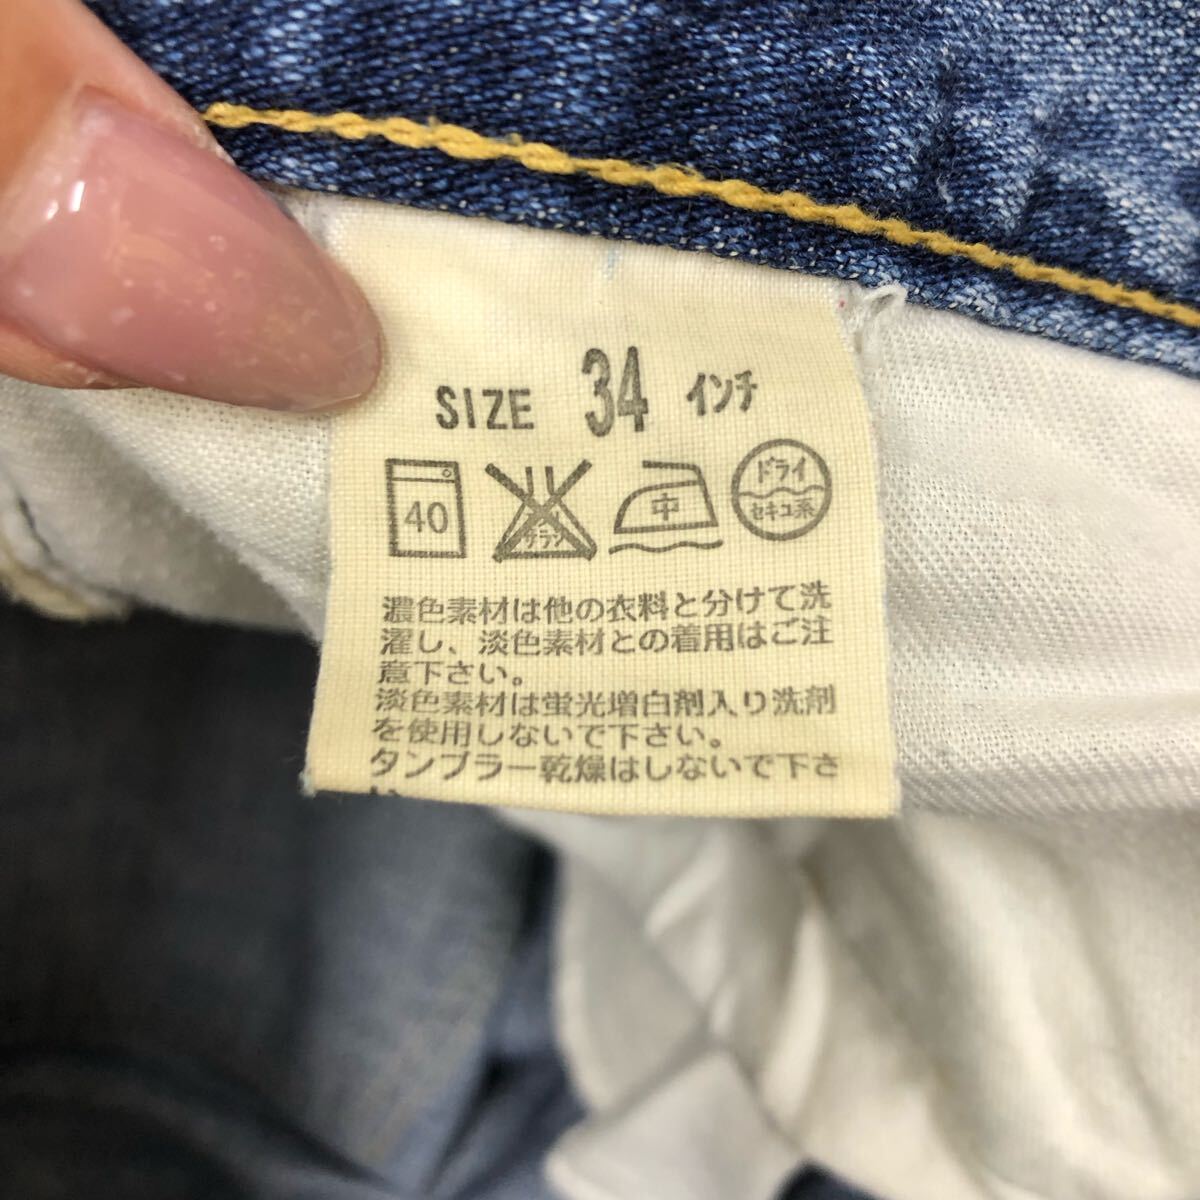 SIZE 34 インチ
40 サラシ 中 ドライ セキユ系
濃色素材は他の衣料と分けて洗
濯し、淡色素材との着用はご注
意下さい。
淡色素材は蛍光増白剤入り洗剤
を使用しないで下さい。
タンブラー乾燥はしないで下さ
い